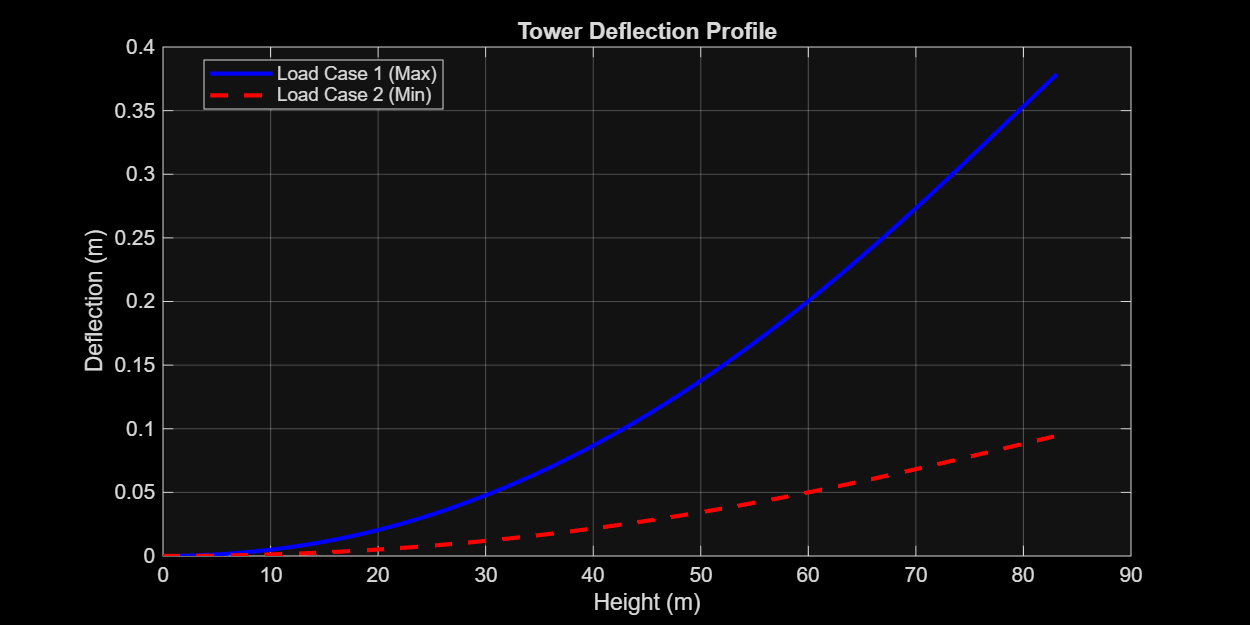 Tower Deflection Profile
Load Case 1 (Max)
Load Case 2 (Min)
Deflection (m)
0.4
0.35
0.3
0.25
0.2
0.15
0.1
0.05
0
0 10 20 30 40 50 60 70 80 90
Height (m)